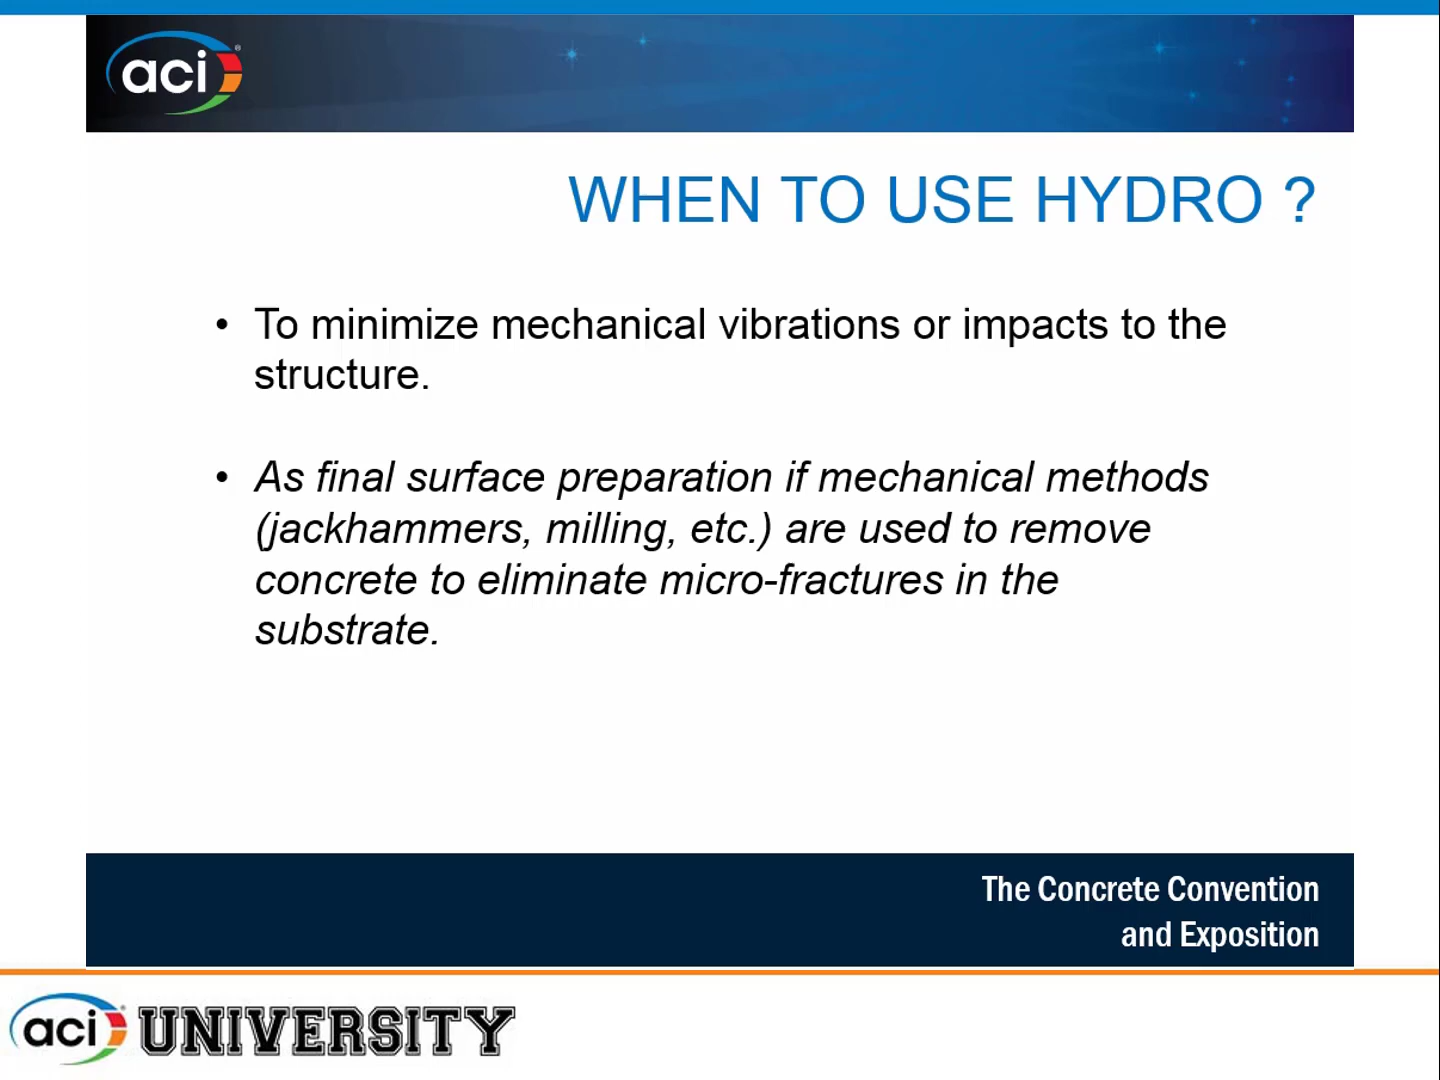 aci
WHEN TO USE HYDRO ?
• To minimize mechanical vibrations or impacts to the
structure.
• As final surface preparation if mechanical methods
(jackhammers, milling, etc.) are used to remove
concrete to eliminate micro-fractures in the
substrate.
The Concrete Convention
and Exposition
aci UNIVERSITY